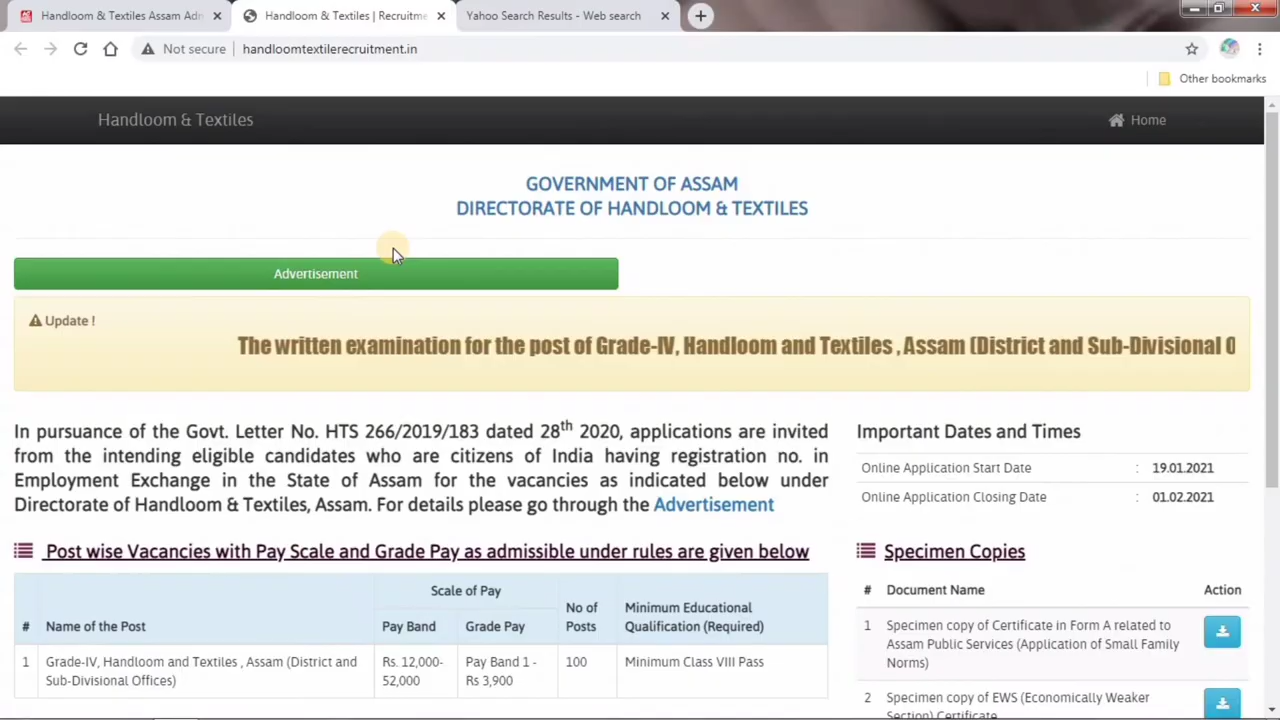 Handloom & Textiles Assam Adm
Handloom & Textiles | Recruitme
Yahoo Search Results - Web search
Not secure
handloomtextilerecruitment.in
Other bookmarks
Handloom & Textiles
Home
GOVERNMENT OF ASSAM
DIRECTORATE OF HANDLOOM & TEXTILES
Advertisement
Update !
The written examination for the post of Grade-IV, Handloom and Textiles , Assam (District and Sub-Divisional O
In pursuance of the Govt. Letter No. HTS 266/2019/183 dated 28th 2020, applications are invited
from the intending eligible candidates who are citizens of India having registration no. in
Employment Exchange in the State of Assam for the vacancies as indicated below under
Directorate of Handloom & Textiles, Assam. For details please go through the Advertisement
Important Dates and Times
Online Application Start Date : 19.01.2021
Online Application Closing Date : 01.02.2021
Post wise Vacancies with Pay Scale and Grade Pay as admissible under rules are given below
# Name of the Post
Scale of Pay
Pay Band
Grade Pay
No of
Posts
Minimum Educational
Qualification (Required)
1 Grade-IV, Handloom and Textiles , Assam (District and
Sub-Divisional Offices)
Rs. 12,000-
52,000
Pay Band 1 -
Rs 3,900
100
Minimum Class VIII Pass
Specimen Copies
# Document Name Action
1 Specimen copy of Certificate in Form A related to
Assam Public Services (Application of Small Family
Norms)
2 Specimen copy of EWS (Economically Weaker
Section) Certificate